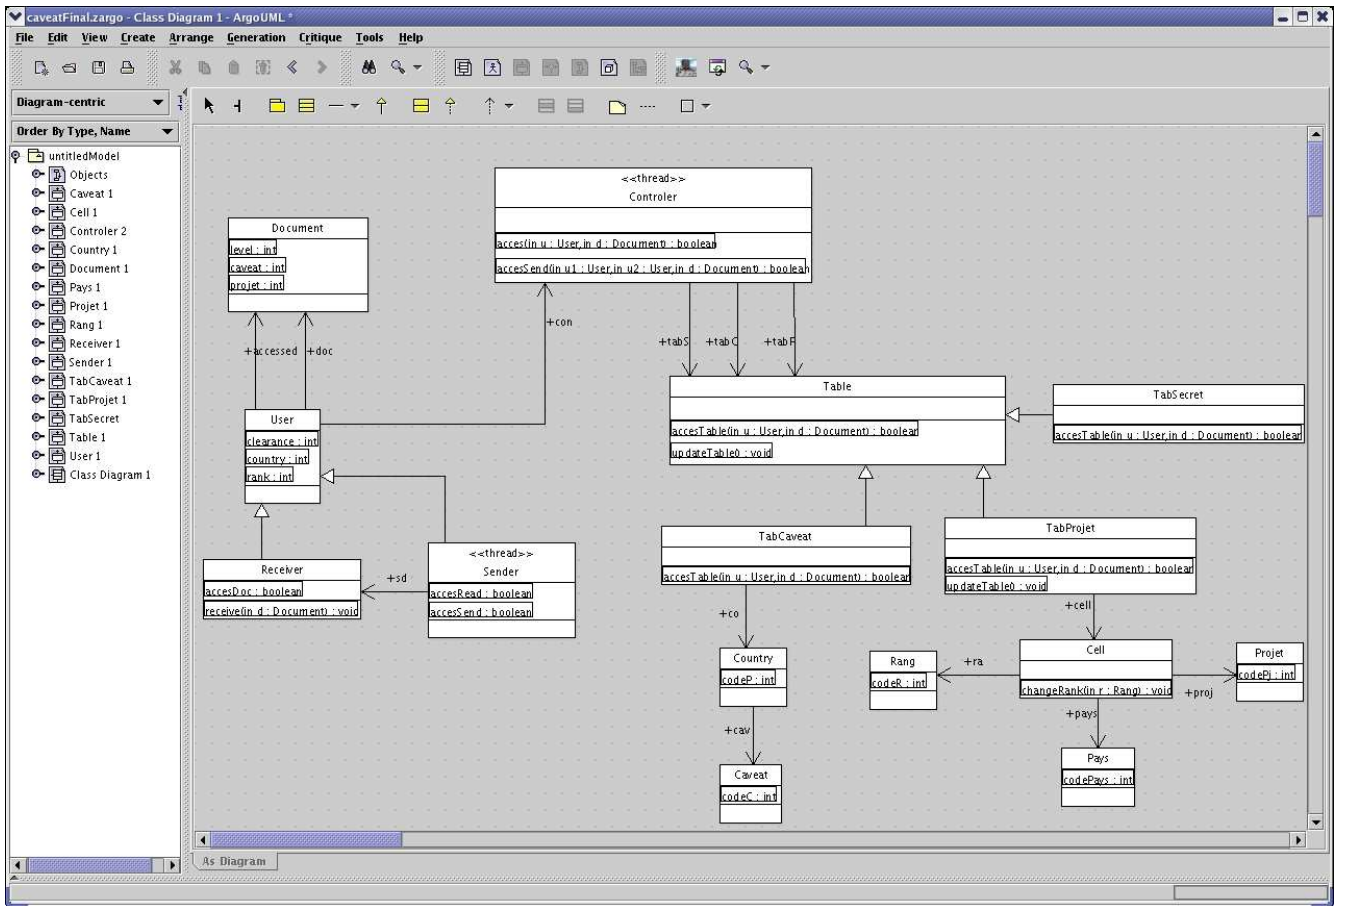 caveatFinal.zargo - Class Diagram 1 - ArgoUML *
File Edit View Create Arrange Generation Critique Tools Help
Diagram-centric
Order By Type, Name
untitledModel
Objects
Caveat 1
Cell 1
Controler 2
Country 1
Document 1
Pays 1
Projet 1
Rang 1
Receiver 1
Sender 1
TabCaveat 1
TabProjet 1
TabSecret
Table 1
User 1
Class Diagram 1
<<thread>>
Controler
acces(in u : User,in d : Document) : boolean
accesSend(in u1 : User,in u2 : User,in d : Document) : boolean
Document
level : int
caveat : int
projet : int
+accessed
+doc
+con
+tabS
+tabC
+tabP
Table
accesTable(in u : User,in d : Document) : boolean
updateTable() : void
TabSecret
accesTable(in u : User,in d : Document) : boolean
User
clearance : int
country : int
rank : int
Receiver
accesDoc : boolean
receive(in d : Document) : void
+sd
<<thread>>
Sender
accesRead : boolean
accesSend : boolean
TabCaveat
accesTable(in u : User,in d : Document) : boolean
TabProjet
accesTable(in u : User,in d : Document) : boolean
updateTable() : void
+co
+cell
Country
codeP : int
Rang
codeR : int
+ra
Cell
changeRank(in r : Rang) : void
+proj
Projet
codePj : int
+cav
+pays
Caveat
codeC : int
Pays
codePays : int
As Diagram